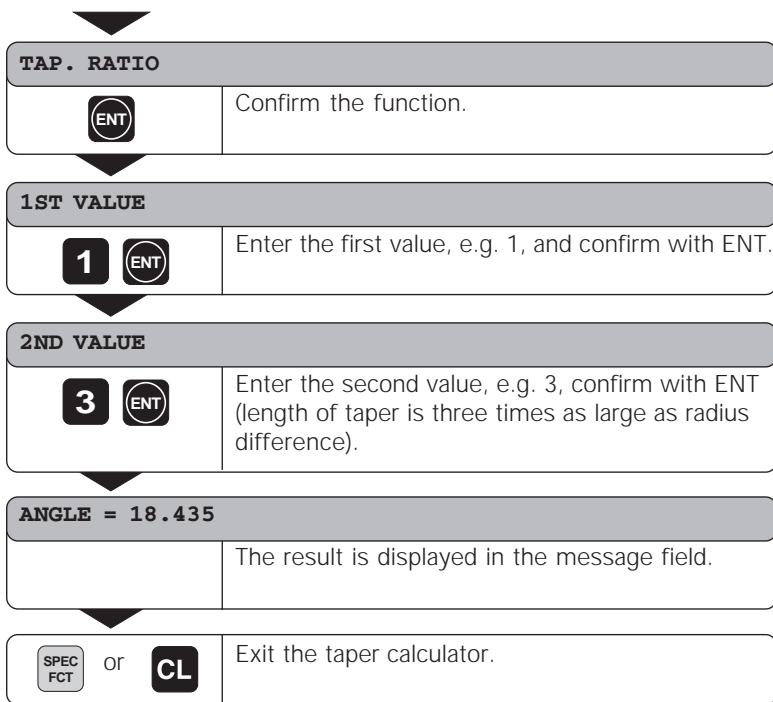 TAP. RATIO
ENT
Confirm the function.
1ST VALUE
1 ENT
Enter the first value, e.g. 1, and confirm with ENT.
2ND VALUE
3 ENT
Enter the second value, e.g. 3, confirm with ENT
(length of taper is three times as large as radius
difference).
ANGLE = 18.435
The result is displayed in the message field.
SPEC
FCT or CL
Exit the taper calculator.